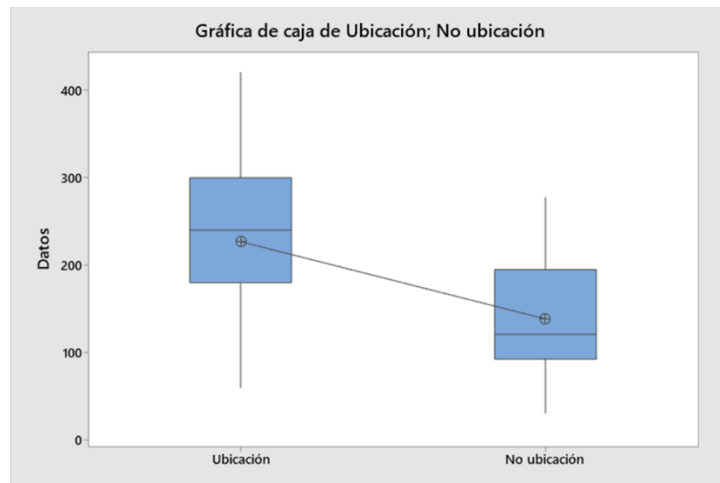 Gráfica de caja de Ubicación; No ubicación
Datos
400
300
200
100
0
Ubicación
No ubicación